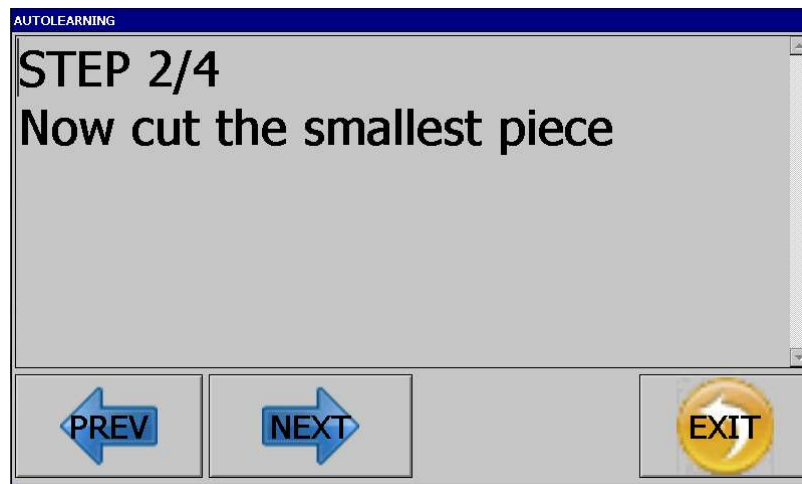 AUTOLEARNING
STEP 2/4
Now cut the smallest piece
PREV
NEXT
EXIT